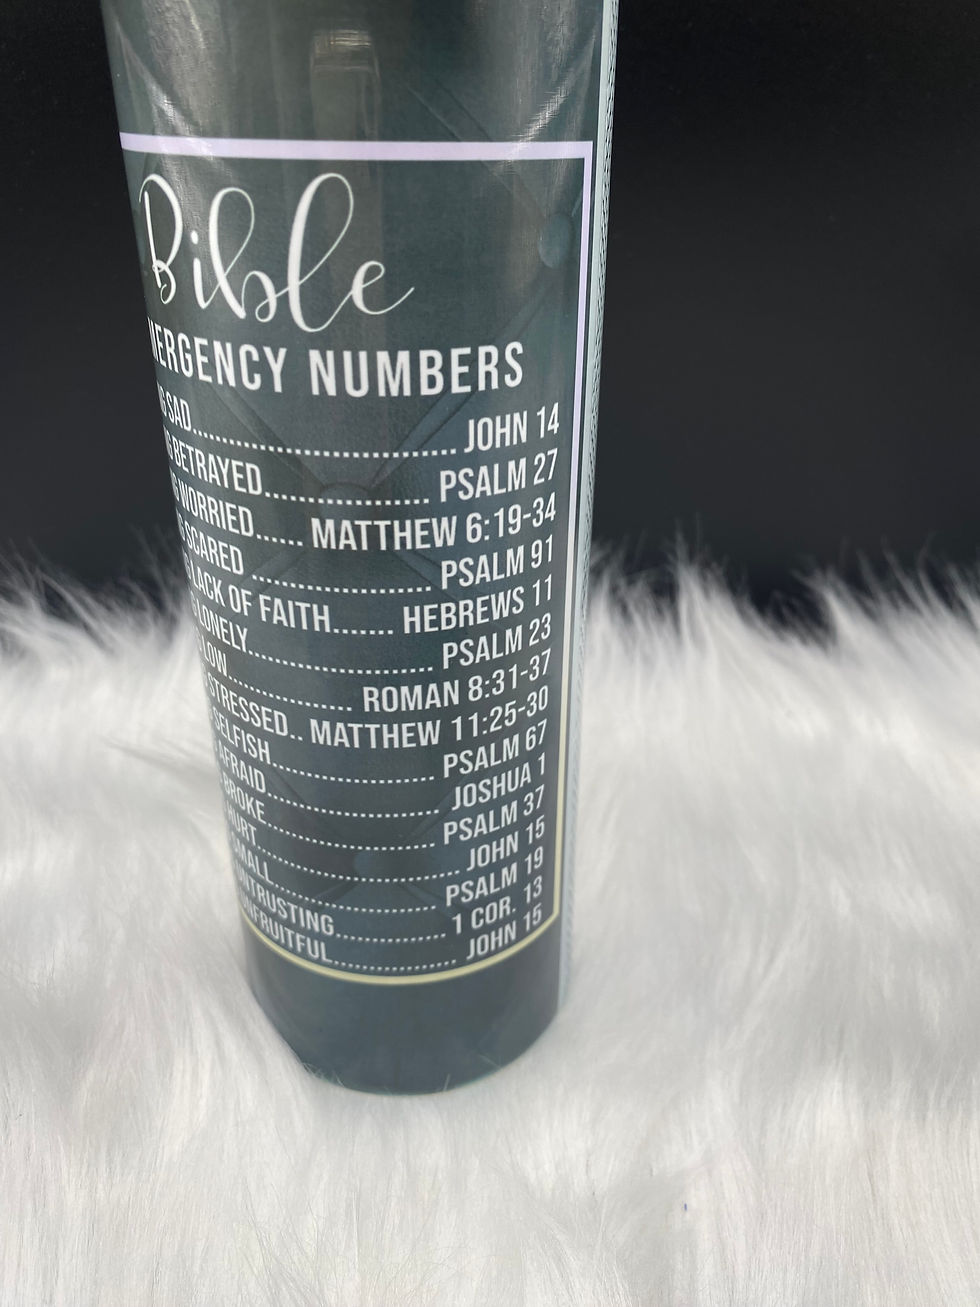 Bible
MERGENCY NUMBERS
G SAD.......................... JOHN 14
G BETRAYED................ PSALM 27
G WORRIED...... MATTHEW 6:19-34
G SCARED .................. PSALM 91
LACK OF FAITH....... HEBREWS 11
G LONELY.................... PSALM 23
LOW............... ROMAN 8:31-37
STRESSED.. MATTHEW 11:25-30
SELFISH.................. PSALM 67
AFRAID.................... JOSHUA 1
BROKE.................... PSALM 37
HURT........................ JOHN 15
SMALL.................... PSALM 19
NTRUSTING............. 1 COR. 13
UNFRUITFUL............... JOHN 15